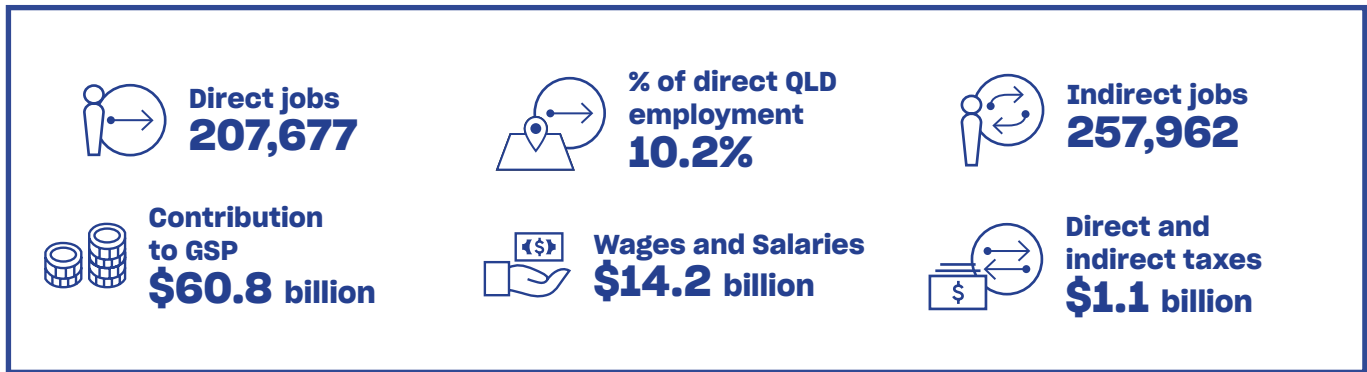 Direct jobs
207,677
% of direct QLD
employment
10.2%
Indirect jobs
257,962
Contribution
to GSP
$60.8 billion
$
Wages and Salaries
$14.2 billion
$
Direct and
indirect taxes
$1.1 billion